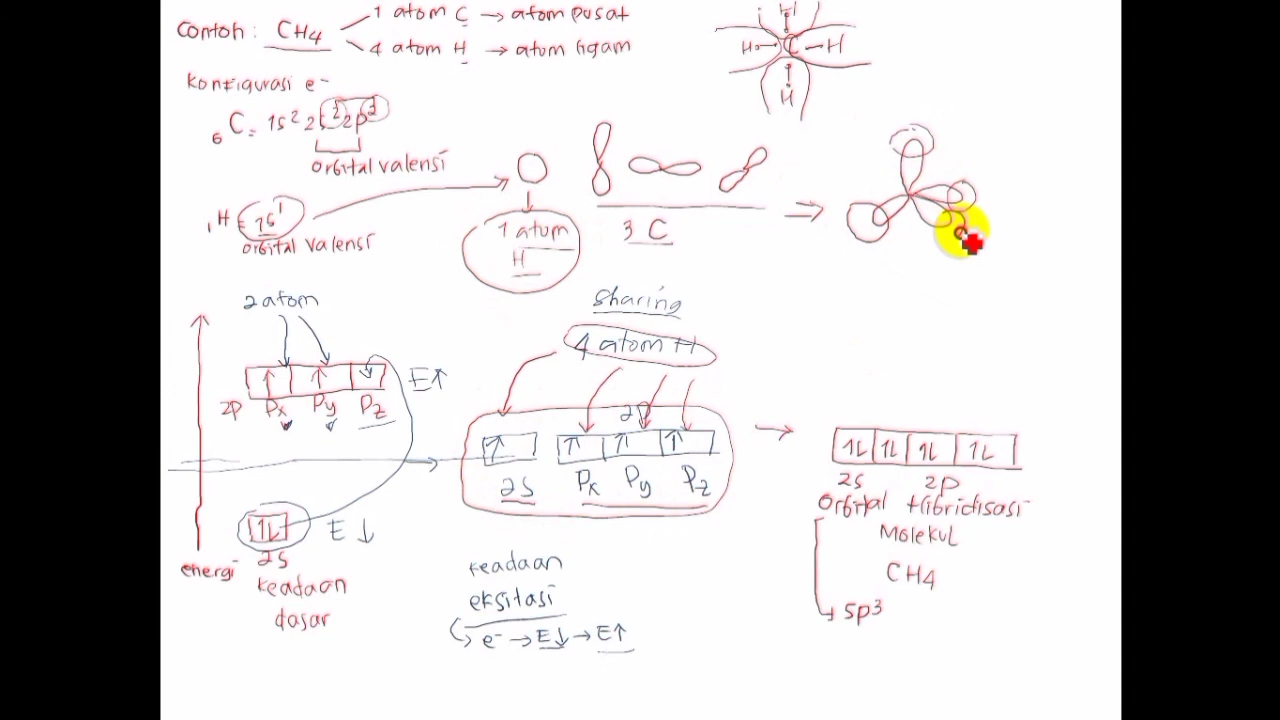 Contoh: CH4
1 atom C → atom pusat
4 atom H → atom ligam
H
H
C
H
H
Konfigurasi e-
6 C = 1s² 2s² 2p²
orbital valensi
1 H = 1s¹
orbital valensi
1 atom
H
3 C
2 atom
sharing
4 atom H
E↑
2p Px Py Pz
2p
2s Px Py Pz
2s 2p
Orbital Hibridisasi
Molekul
CH4
sp³
E ↓
2s
energi
keadaan
dasar
keadaan
eksitasi
e- → E↓ → E↑